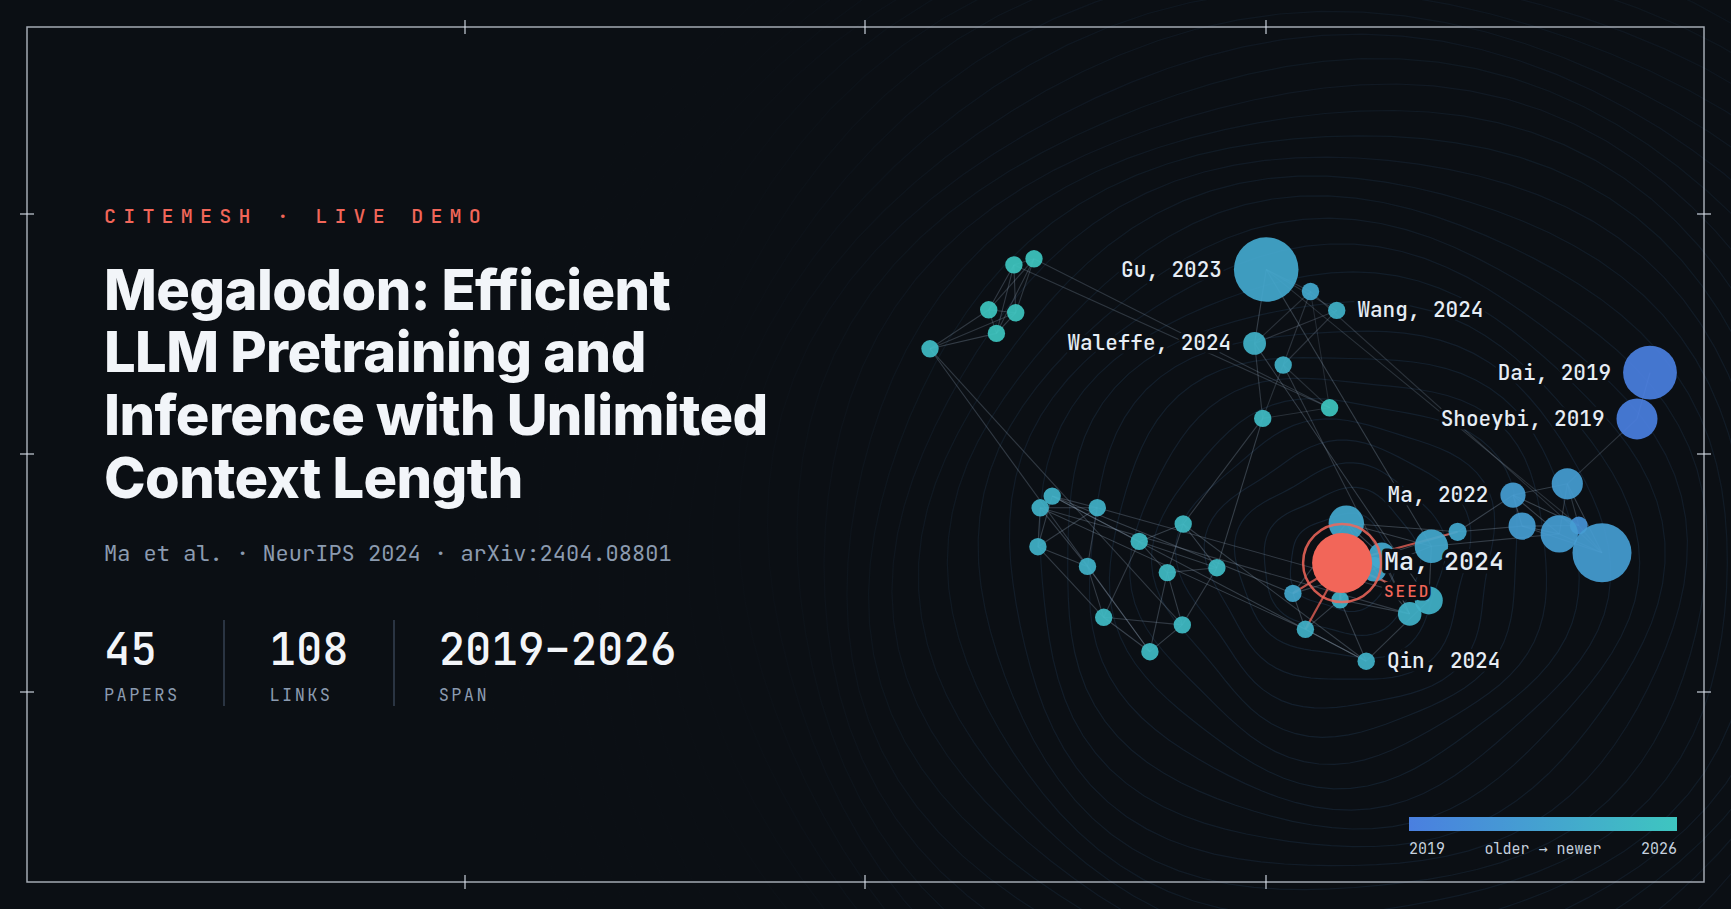 CITEMESH · LIVE DEMO
Megalodon: Efficient
LLM Pretraining and
Inference with Unlimited
Context Length
Ma et al. · NeurIPS 2024 · arXiv:2404.08801
45
PAPERS
108
LINKS
2019–2026
SPAN
Gu, 2023
Wang, 2024
Waleffe, 2024
Dai, 2019
Shoeybi, 2019
Ma, 2022
Ma, 2024
SEED
Qin, 2024
2019 older → newer 2026